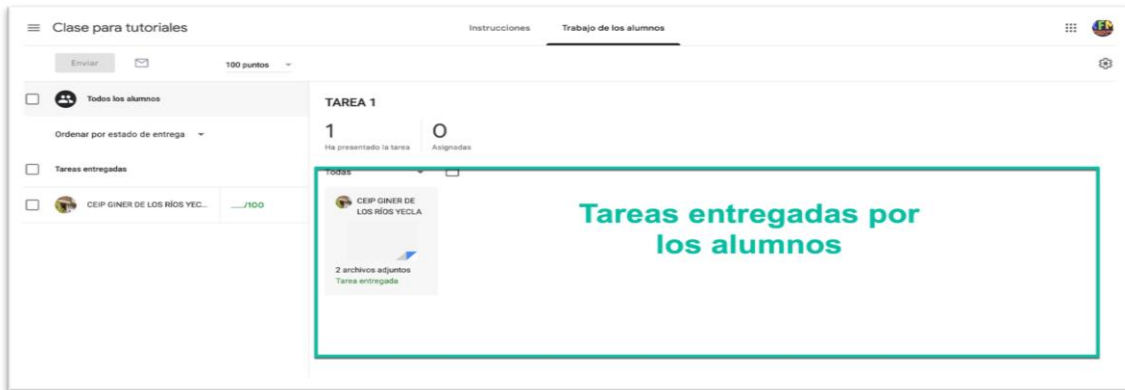 Clase para tutoriales
Instrucciones
Trabajo de los alumnos
Enviar
100 puntos
Todos los alumnos
Ordenar por estado de entrega
Tareas entregadas
CEIP GINER DE LOS RÍOS YEC...
__/100
TAREA 1
1
Ha presentado la tarea
0
Asignadas
Todas
CEIP GINER DE
LOS RÍOS YECLA
2 archivos adjuntos
Tarea entregada
Tareas entregadas por
los alumnos